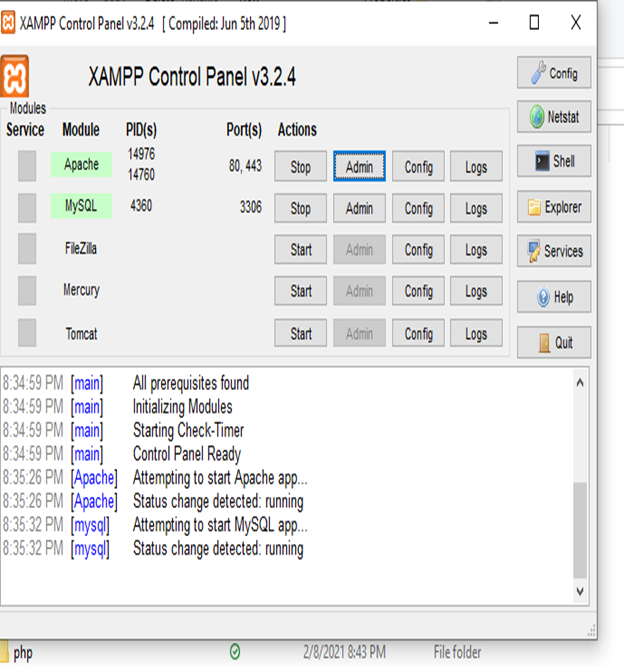 XAMPP Control Panel v3.2.4 [ Compiled: Jun 5th 2019 ]
XAMPP Control Panel v3.2.4
Config
Modules
Service Module PID(s) Port(s) Actions
Netstat
Apache 14976 14760 80, 443 Stop Admin Config Logs
Shell
MySQL 4360 3306 Stop Admin Config Logs
Explorer
FileZilla Start Admin Config Logs
Services
Mercury Start Admin Config Logs
Help
Tomcat Start Admin Config Logs
Quit
8:34:59 PM [main] All prerequisites found
8:34:59 PM [main] Initializing Modules
8:34:59 PM [main] Starting Check-Timer
8:34:59 PM [main] Control Panel Ready
8:35:26 PM [Apache] Attempting to start Apache app...
8:35:26 PM [Apache] Status change detected: running
8:35:32 PM [mysql] Attempting to start MySQL app...
8:35:32 PM [mysql] Status change detected: running
php 2/8/2021 8:43 PM File folder